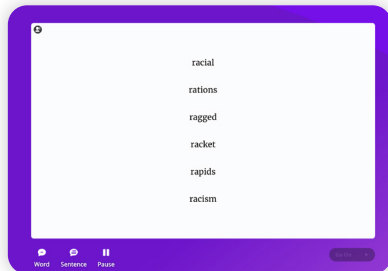 racial
rations
ragged
racket
rapids
racism
Word Sentence Pause